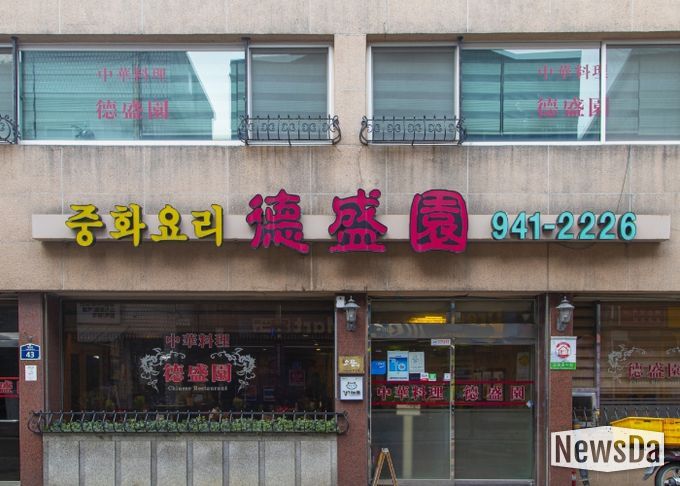 中華料理
德盛園
中華料理
德盛園
중화요리 德盛園 941-2226
中華料理
德盛園
Chinese Restaurant
43
中華料理 德盛園
德盛園
NewsDa